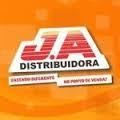 J.A
DISTRIBUIDORA
FAZENDO DIFERENTE
NO PONTO DE VENDA!